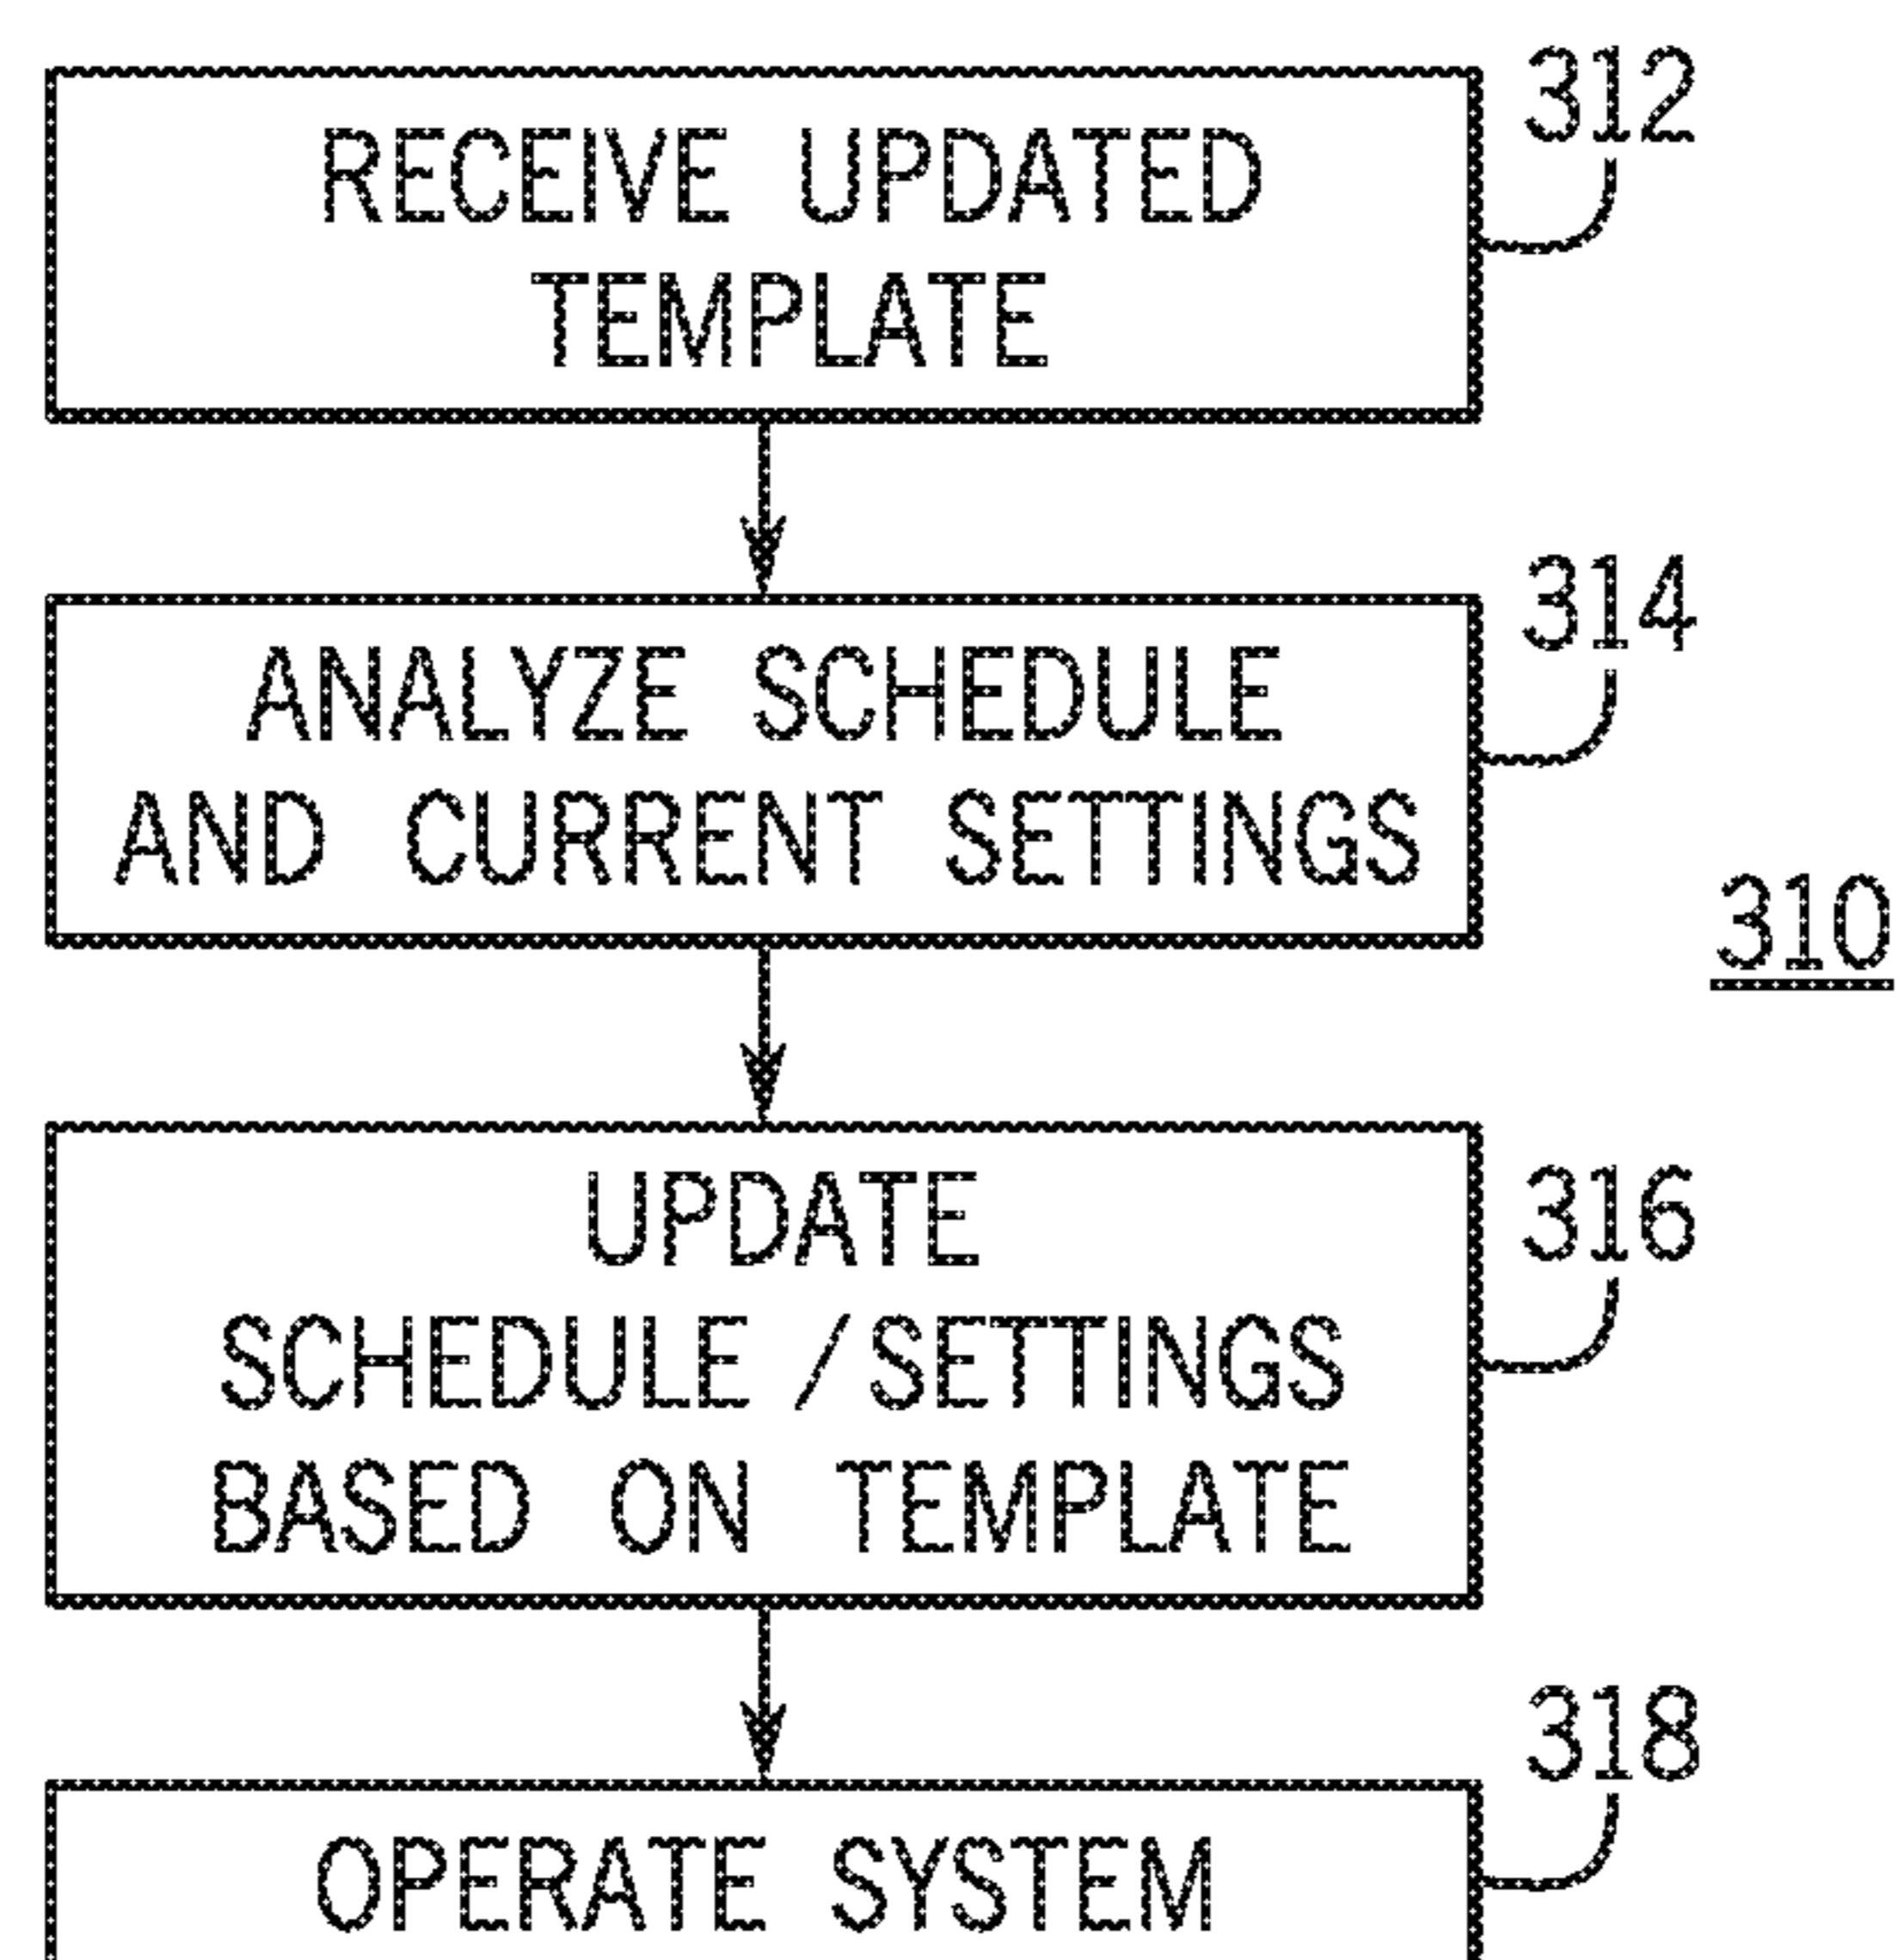 312
RECEIVE UPDATED
TEMPLATE
314
ANALYZE SCHEDULE
AND CURRENT SETTINGS
310
316
UPDATE
SCHEDULE/SETTINGS
BASED ON TEMPLATE
318
OPERATE SYSTEM